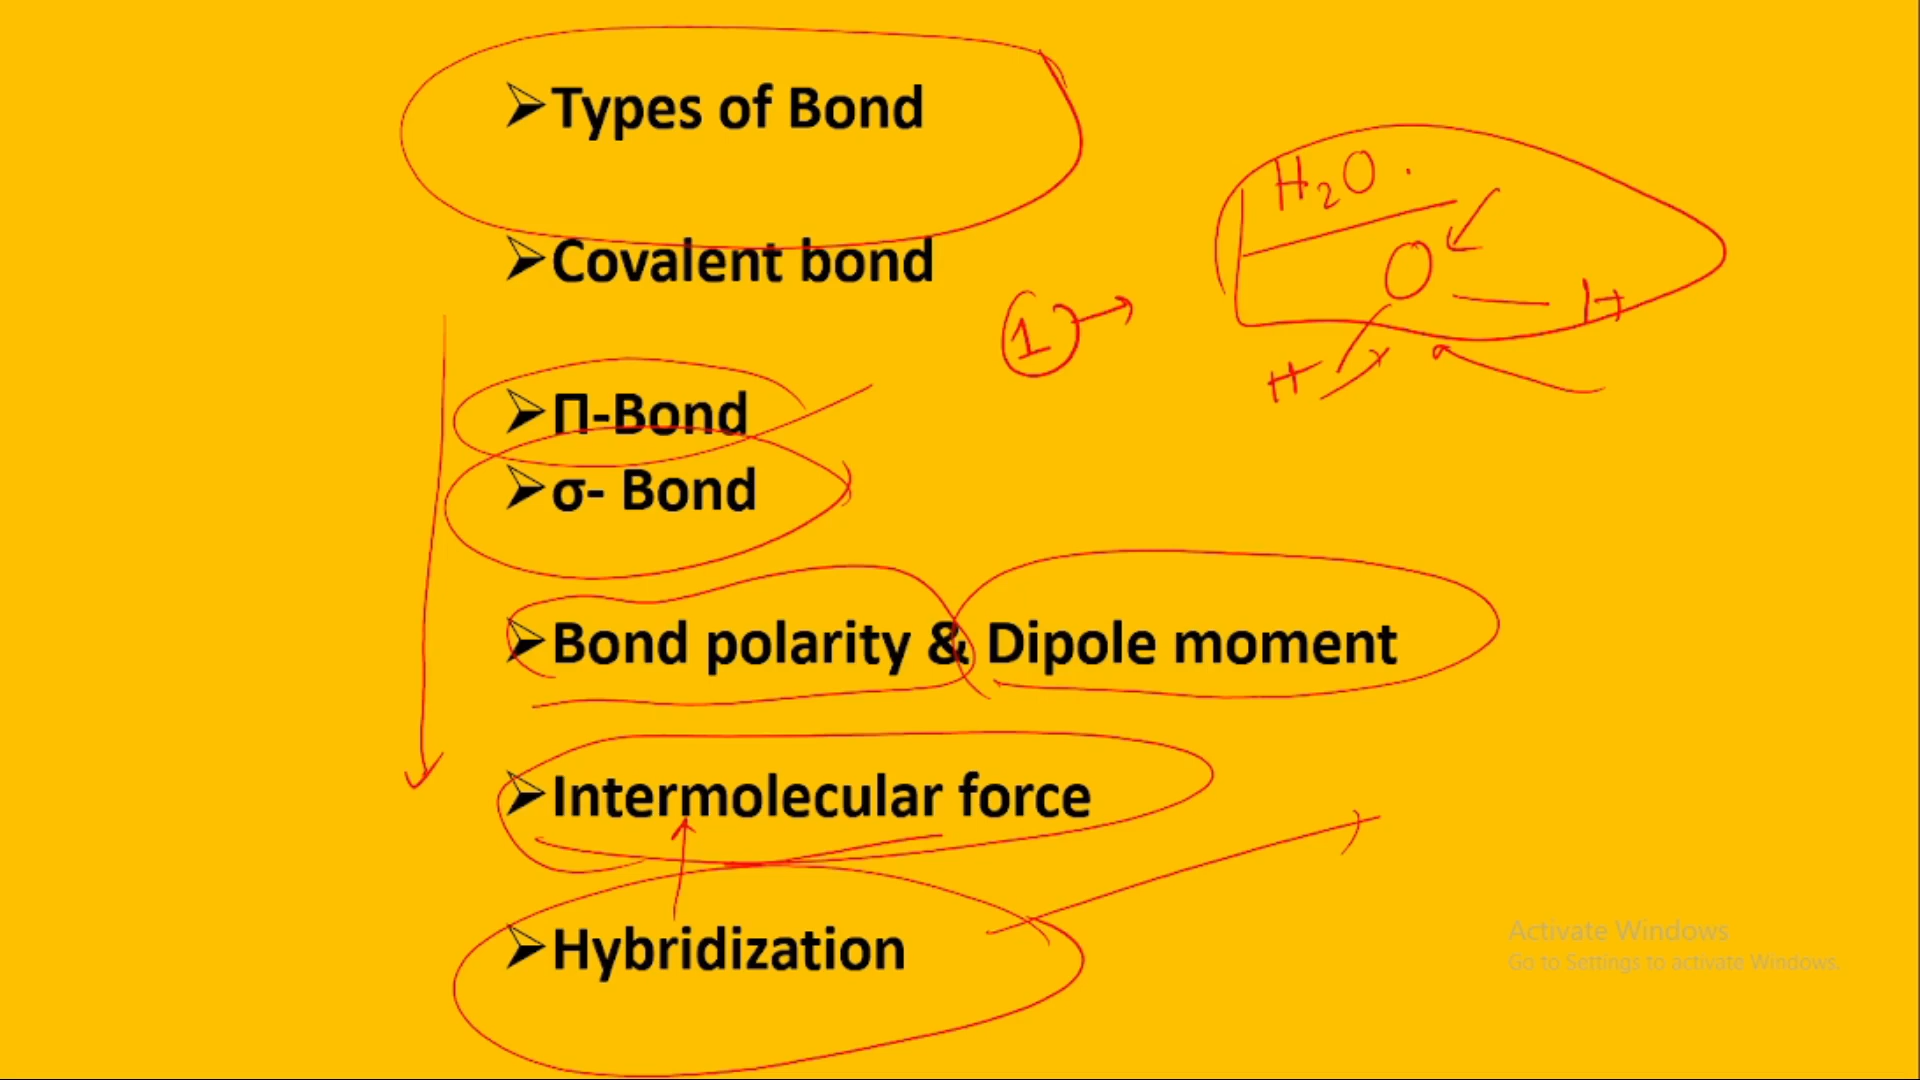 ➢Types of Bond
➢Covalent bond
➢Π-Bond
➢σ- Bond
➢Bond polarity & Dipole moment
➢Intermolecular force
➢Hybridization
1
H₂O
O
H
H
Activate Windows
Go to Settings to activate Windows.